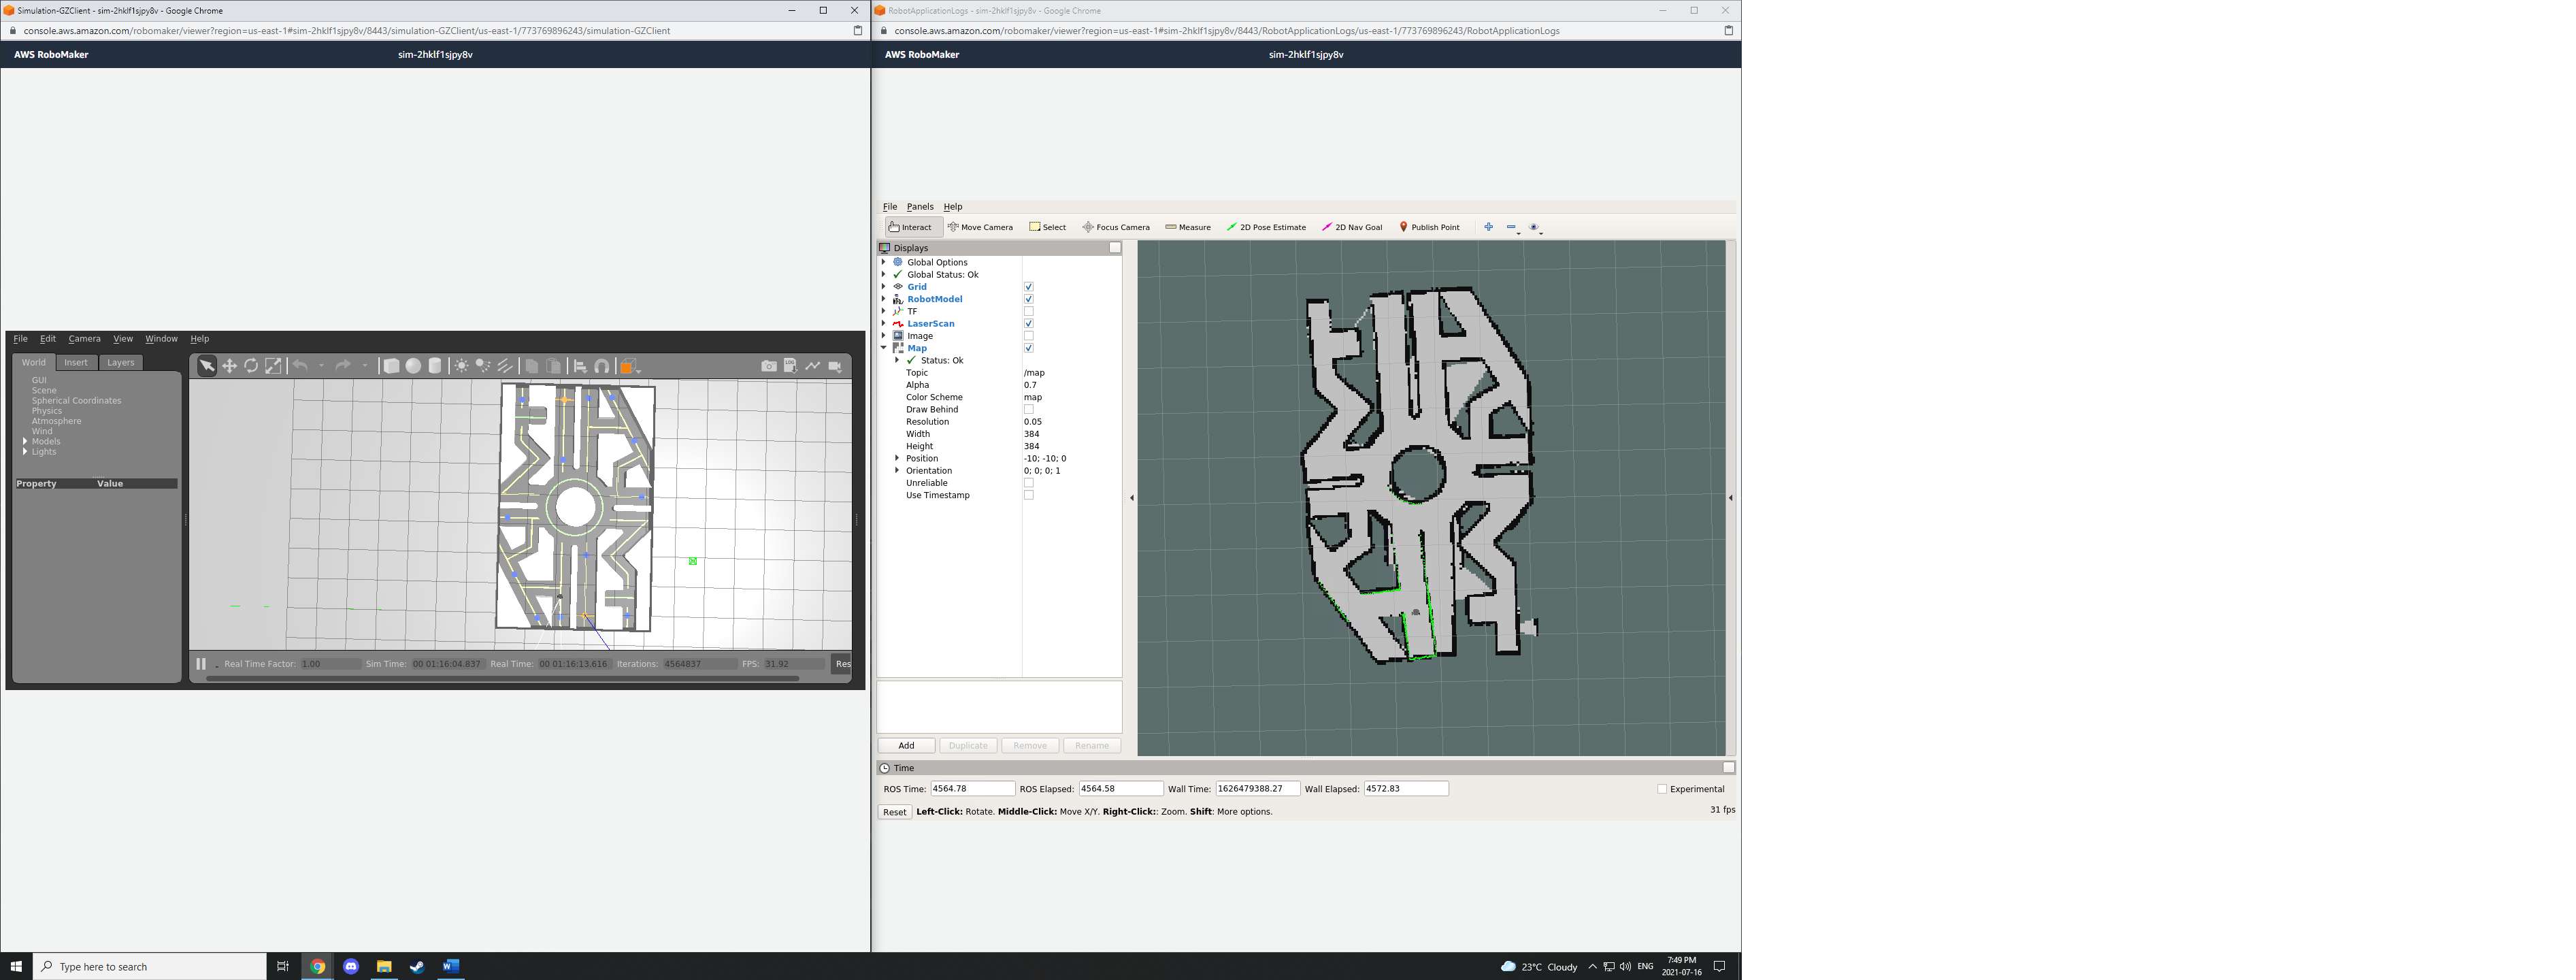 Simulation-GZClient - sim-2hklf1sjpy8v - Google Chrome
console.aws.amazon.com/robomaker/viewer?region=us-east-1#sim-2hklf1sjpy8v/8443/simulation-GZClient/us-east-1/773769896243/simulation-GZClient
AWS RoboMaker
sim-2hklf1sjpy8v
File Edit Camera View Window Help
World Insert Layers
GUI
Scene
Spherical Coordinates
Physics
Atmosphere
Wind
Models
Lights
Property Value
Real Time Factor: 1.00 Sim Time: 00 01:16:04.837 Real Time: 00 01:16:13.616 Iterations: 4564837 FPS: 31.92 Res
RobotApplicationLogs - sim-2hklf1sjpy8v - Google Chrome
console.aws.amazon.com/robomaker/viewer?region=us-east-1#sim-2hklf1sjpy8v/8443/RobotApplicationLogs/us-east-1/773769896243/RobotApplicationLogs
AWS RoboMaker
sim-2hklf1sjpy8v
File Panels Help
Interact Move Camera Select Focus Camera Measure 2D Pose Estimate 2D Nav Goal Publish Point
Displays
Global Options
Global Status: Ok
Grid
RobotModel
TF
LaserScan
Image
Map
Status: Ok
Topic /map
Alpha 0.7
Color Scheme map
Draw Behind
Resolution 0.05
Width 384
Height 384
Position -10; -10; 0
Orientation 0; 0; 0; 1
Unreliable
Use Timestamp
Add Duplicate Remove Rename
Time
ROS Time: 4564.78 ROS Elapsed: 4564.58 Wall Time: 1626479388.27 Wall Elapsed: 4572.83 Experimental
Reset Left-Click: Rotate. Middle-Click: Move X/Y. Right-Click:: Zoom. Shift: More options. 31 fps
Type here to search
23°C Cloudy
ENG
7:49 PM
2021-07-16